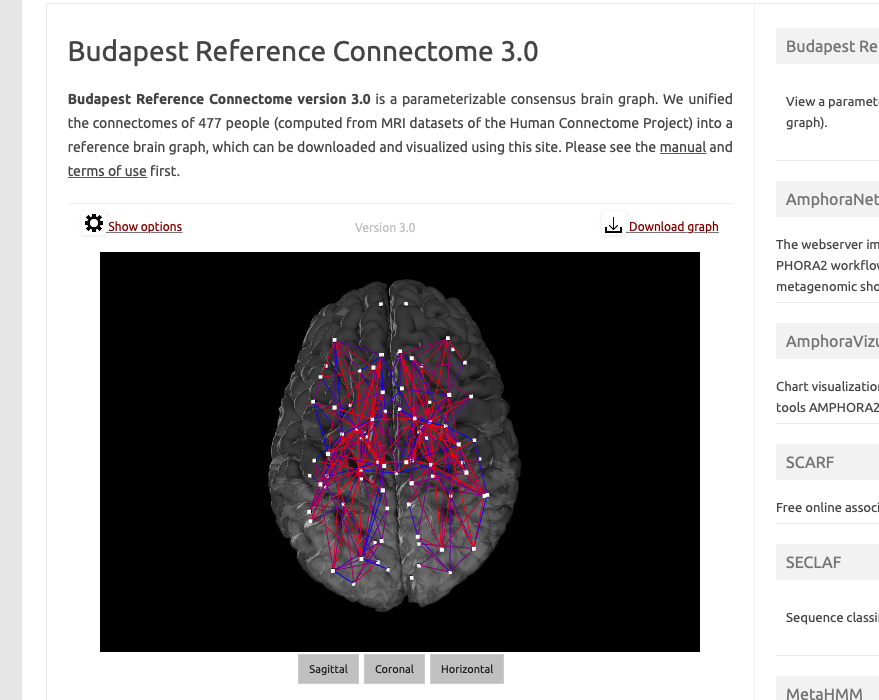 Budapest Reference Connectome 3.0
Budapest Reference Connectome version 3.0 is a parameterizable consensus brain graph. We unified
the connectomes of 477 people (computed from MRI datasets of the Human Connectome Project) into a
reference brain graph, which can be downloaded and visualized using this site. Please see the manual and
terms of use first.
Show options
Version 3.0
Download graph
Sagittal
Coronal
Horizontal
Budapest Re
View a paramet
graph).
AmphoraNet
The webserver im
PHORA2 workflow
metagenomic sho
AmphoraVizu
Chart visualization
tools AMPHORA2
SCARF
Free online associ
SECLAF
Sequence classifi
MetaHMM